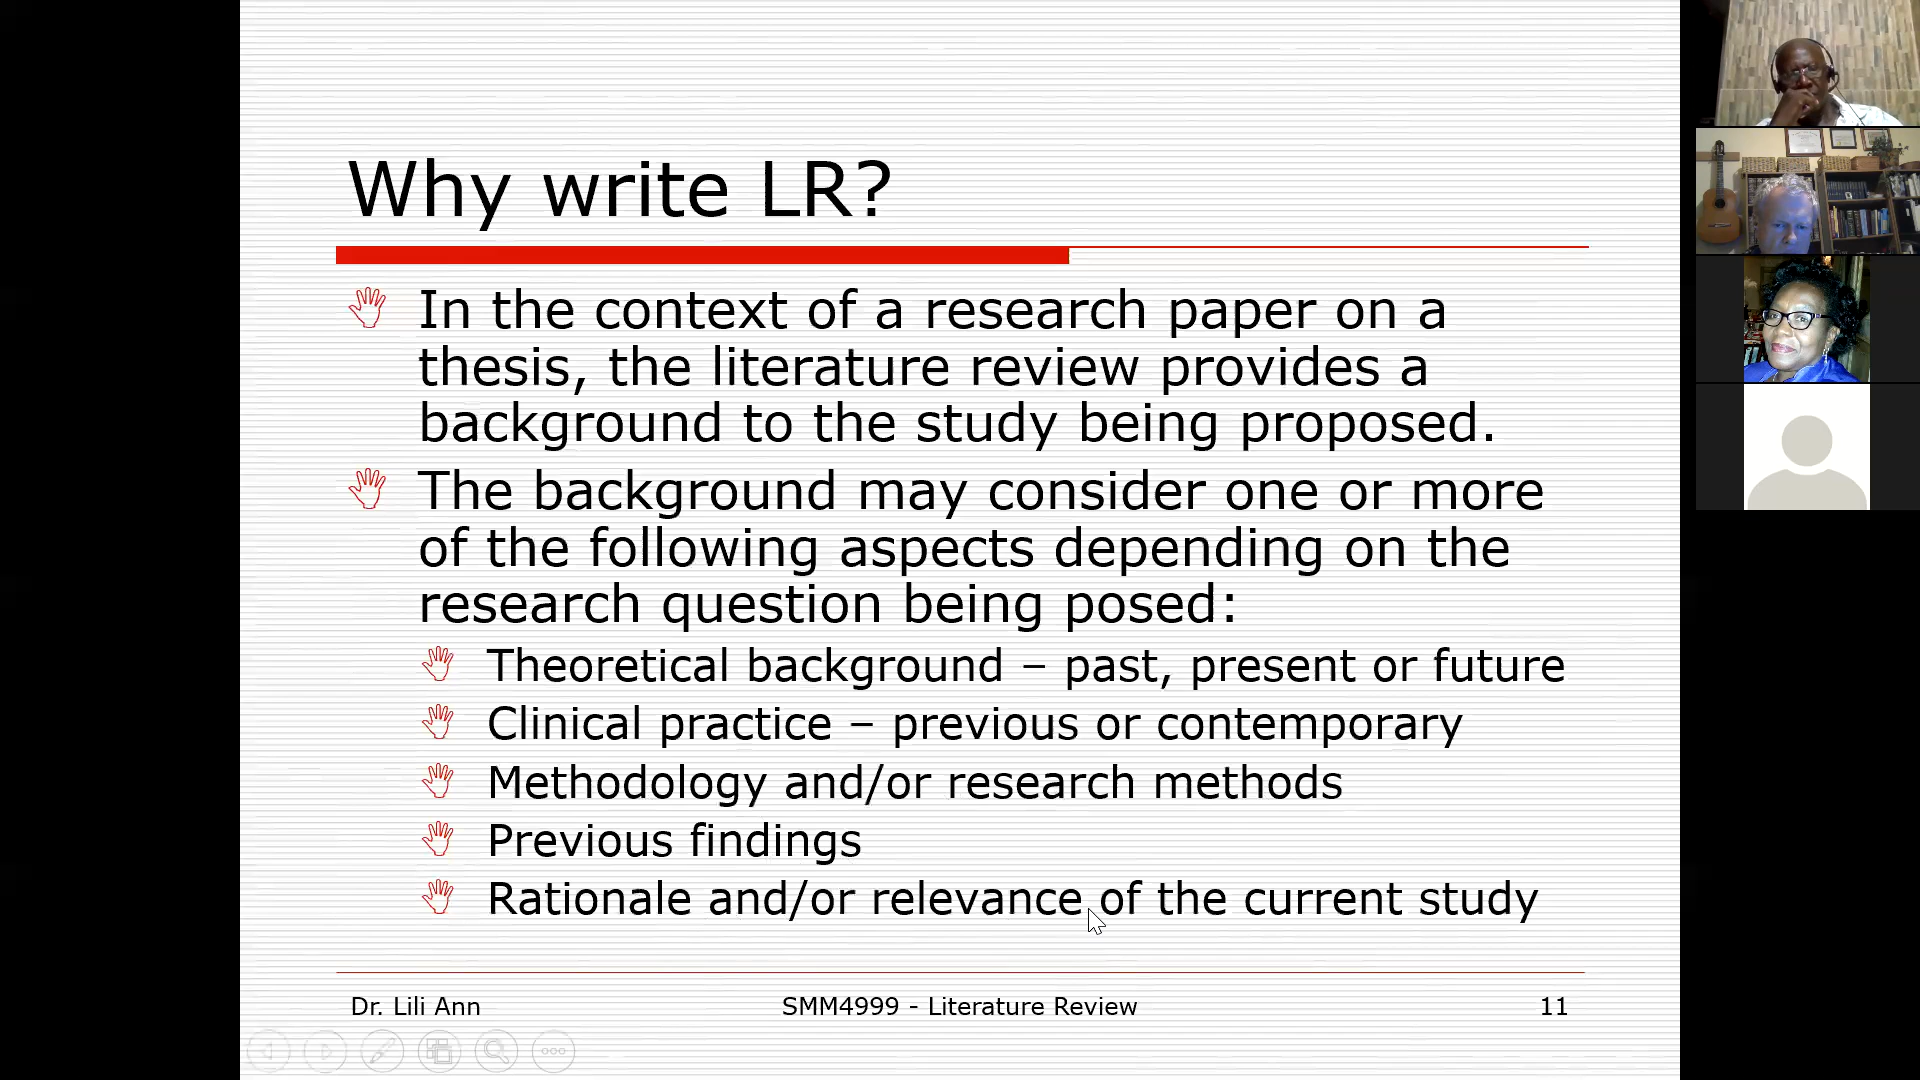 Why write LR?
In the context of a research paper on a
thesis, the literature review provides a
background to the study being proposed.
The background may consider one or more
of the following aspects depending on the
research question being posed:
Theoretical background – past, present or future
Clinical practice – previous or contemporary
Methodology and/or research methods
Previous findings
Rationale and/or relevance of the current study
Dr. Lili Ann
SMM4999 - Literature Review
11